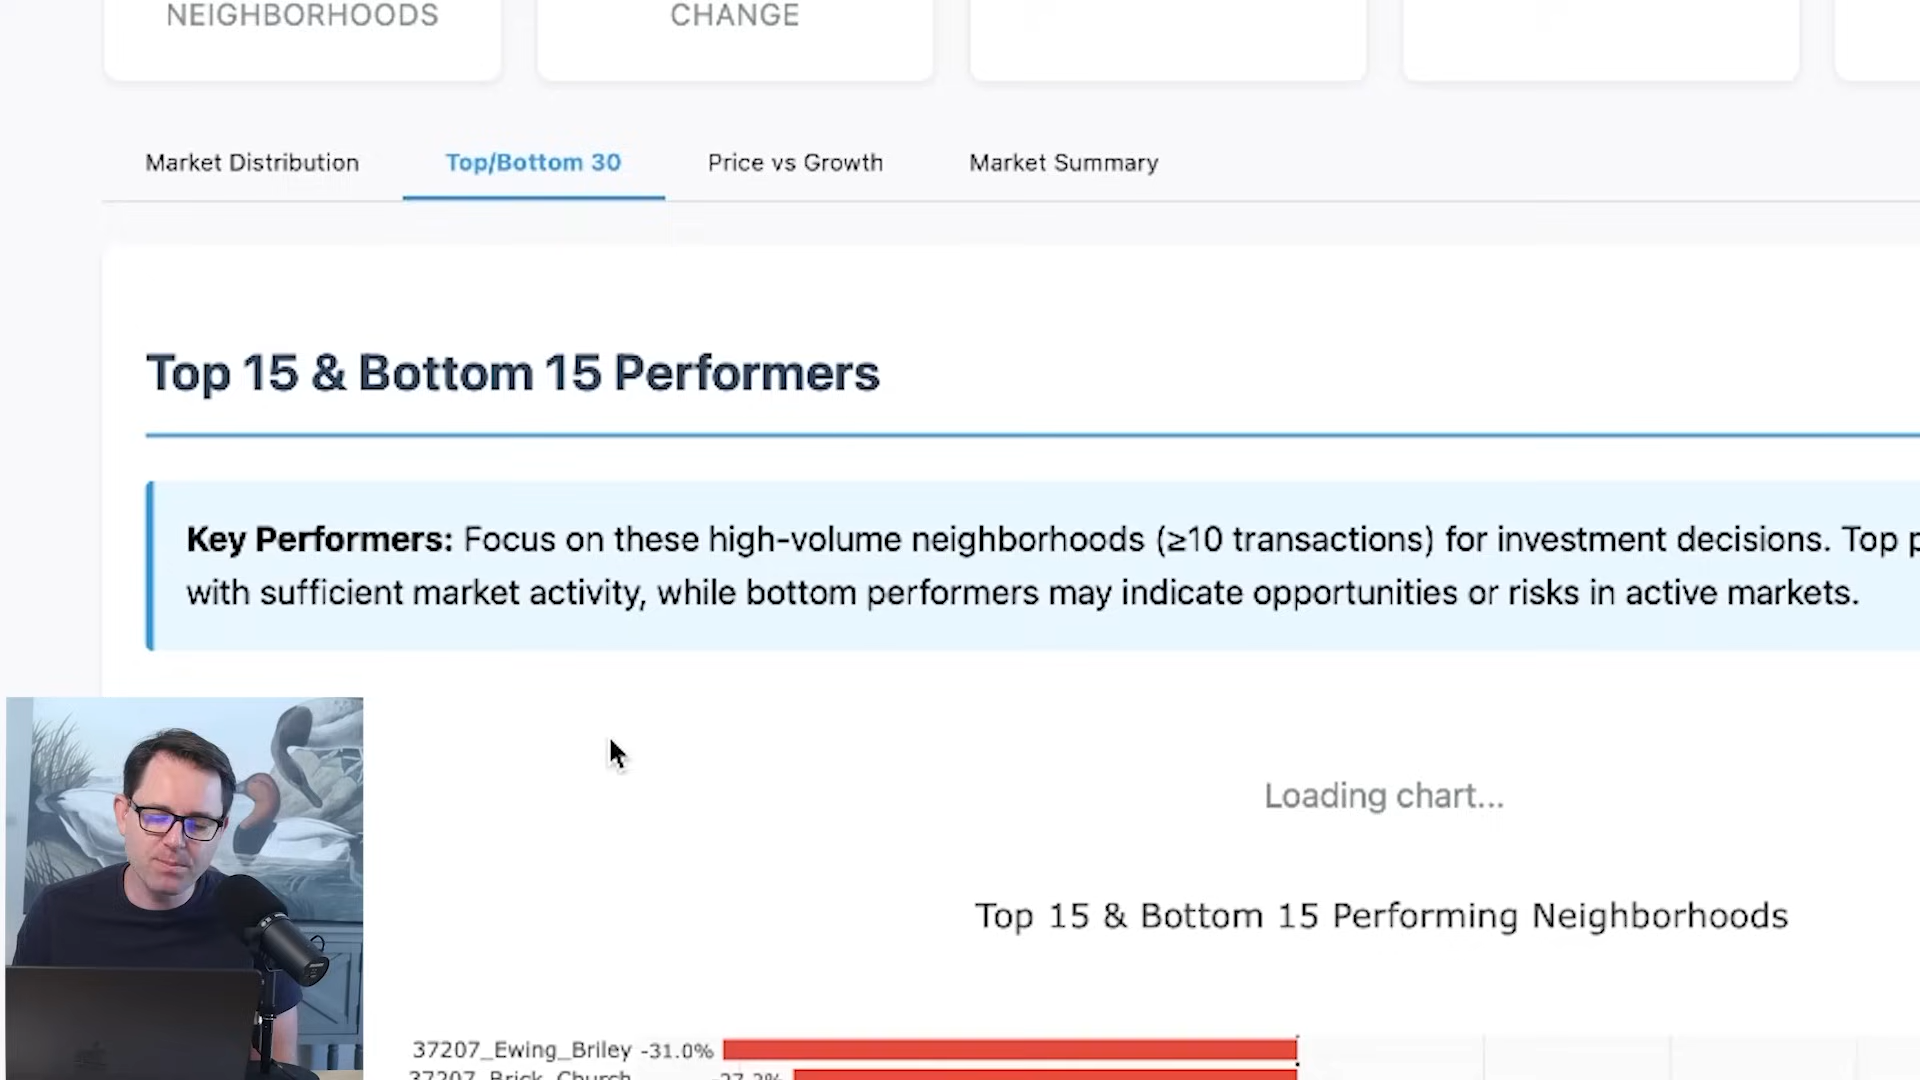 NEIGHBORHOODS
CHANGE
Market Distribution
Top/Bottom 30
Price vs Growth
Market Summary
Top 15 & Bottom 15 Performers
Key Performers: Focus on these high-volume neighborhoods (≥10 transactions) for investment decisions. Top
with sufficient market activity, while bottom performers may indicate opportunities or risks in active markets.
Loading chart...
Top 15 & Bottom 15 Performing Neighborhoods
37207_Ewing_Briley -31.0%
37207_Brick_Church